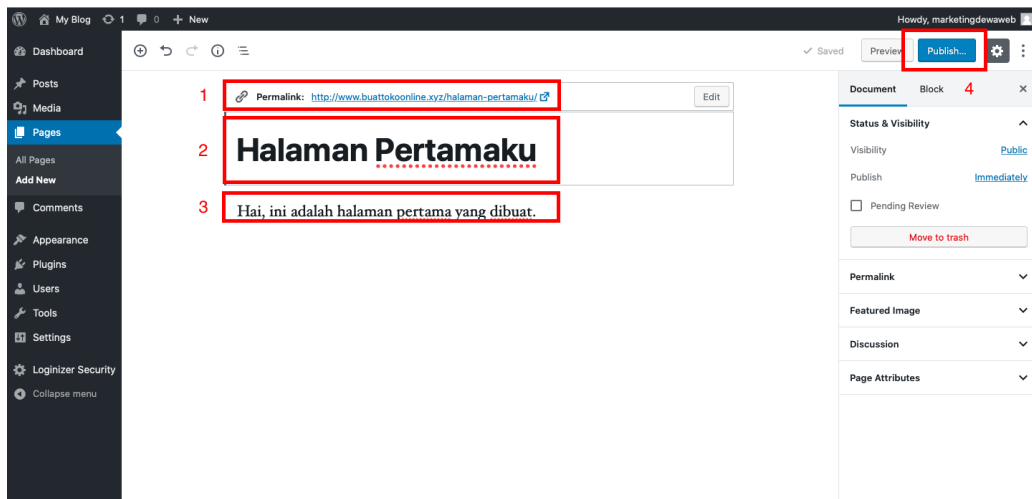 My Blog 1 0 + New Howdy, marketingdewaweb
Dashboard
Posts
Media
Pages
All Pages
Add New
Comments
Appearance
Plugins
Users
Tools
Settings
Loginizer Security
Collapse menu
Saved Preview Publish...
1 Permalink: http://www.buattokoonline.xyz/halaman-pertamaku/ Edit
2 Halaman Pertamaku
3 Hai, ini adalah halaman pertama yang dibuat.
Document Block 4
Status & Visibility
Visibility Public
Publish Immediately
Pending Review
Move to trash
Permalink
Featured Image
Discussion
Page Attributes